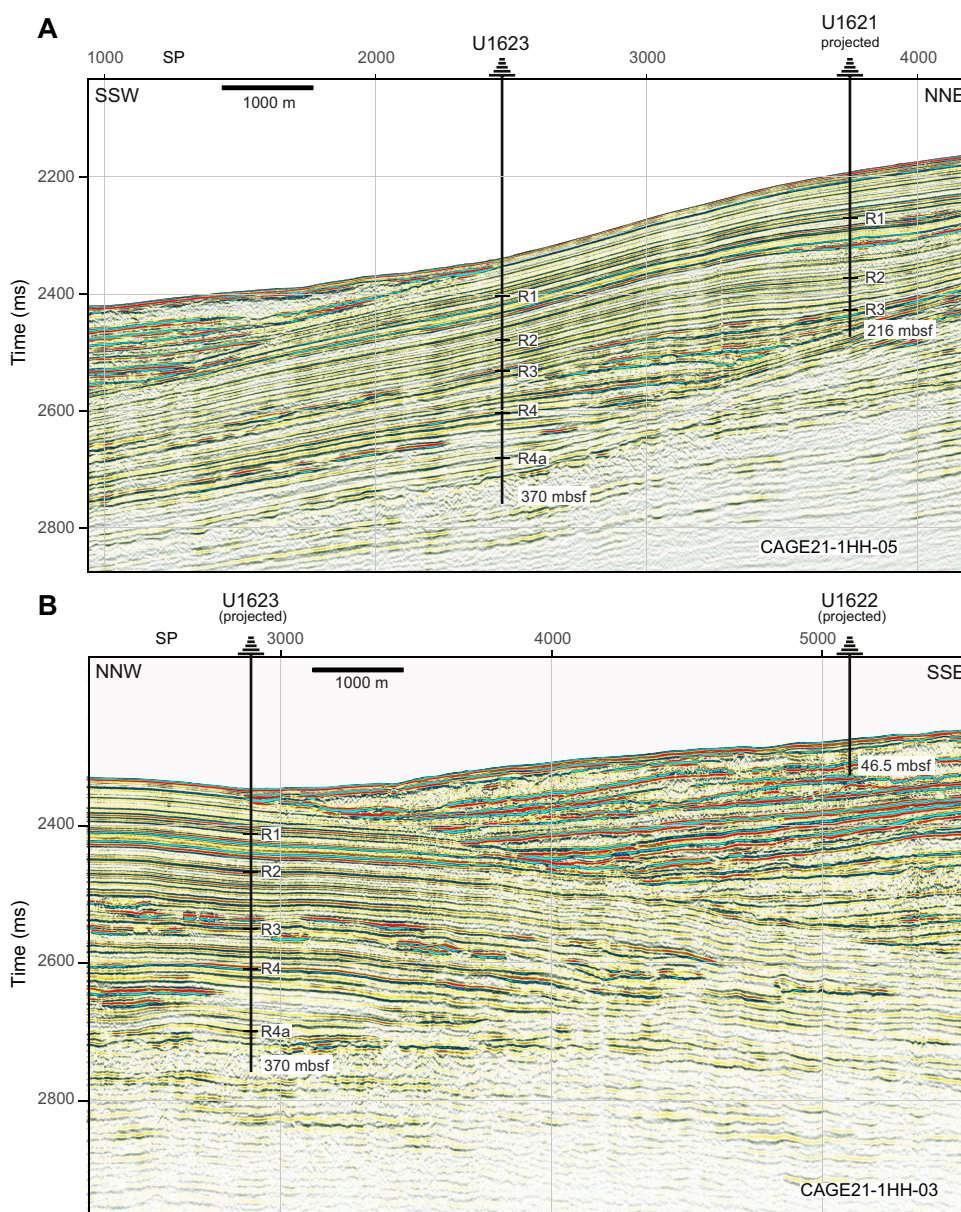 A
U1623
U1621
projected
1000
SP
2000
3000
4000
SSW
1000 m
NNE
2200
2400
2600
2800
Time (ms)
R1
R2
R3
216 mbsf
R1
R2
R3
R4
R4a
370 mbsf
CAGE21-1HH-05
B
U1623
(projected)
U1622
(projected)
SP
3000
4000
5000
NNW
1000 m
SSE
46.5 mbsf
2400
2600
2800
Time (ms)
R1
R2
R3
R4
R4a
370 mbsf
CAGE21-1HH-03